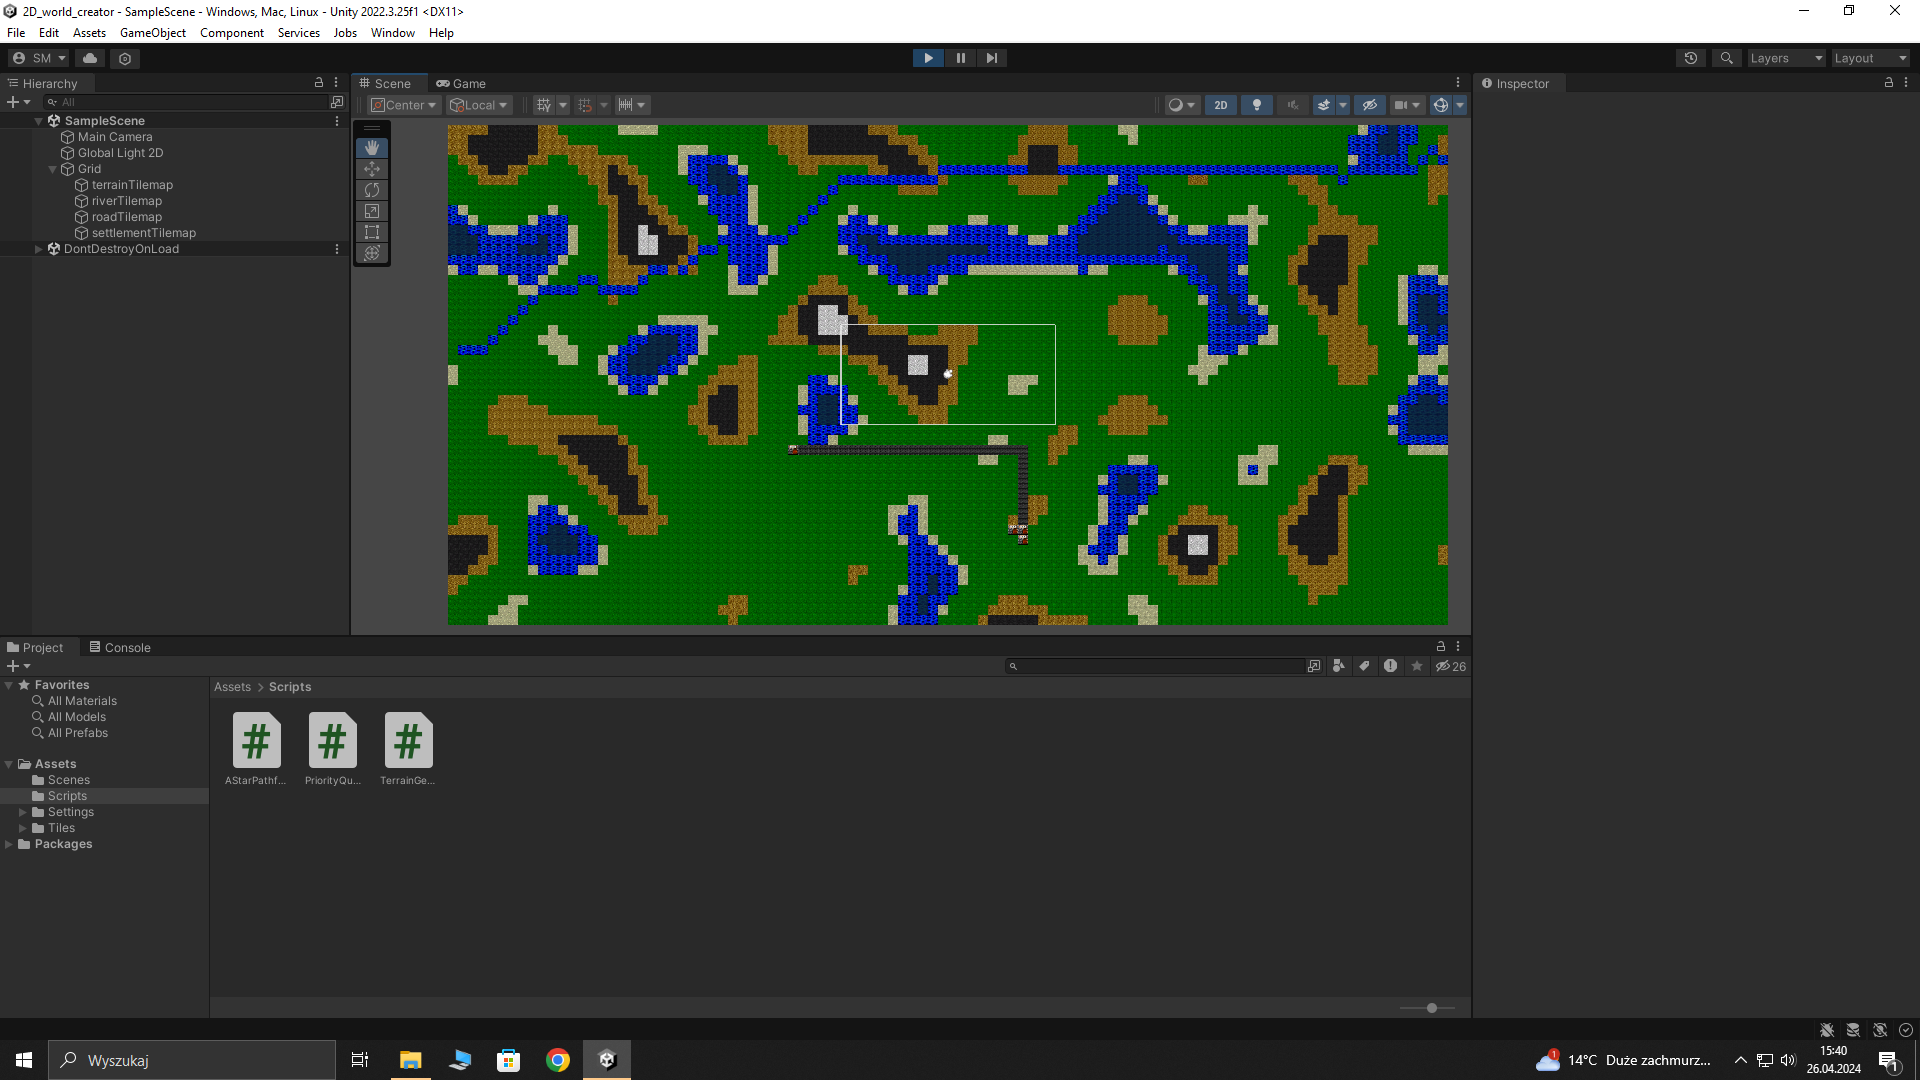 2D_world_creator - SampleScene - Windows, Mac, Linux - Unity 2022.3.25f1 <DX11>
File Edit Assets GameObject Component Services Jobs Window Help
SM
Layers
Layout
Hierarchy
All
SampleScene
Main Camera
Global Light 2D
Grid
terrainTilemap
riverTilemap
roadTilemap
settlementTilemap
DontDestroyOnLoad
Scene
Game
Center
Local
2D
Inspector
Project
Console
26
Favorites
All Materials
All Models
All Prefabs
Assets
Scenes
Scripts
Settings
Tiles
Packages
Assets > Scripts
AStarPathf...
PriorityQu...
TerrainGe...
Wyszukaj
1
14°C Duże zachmurz...
15:40
26.04.2024
1